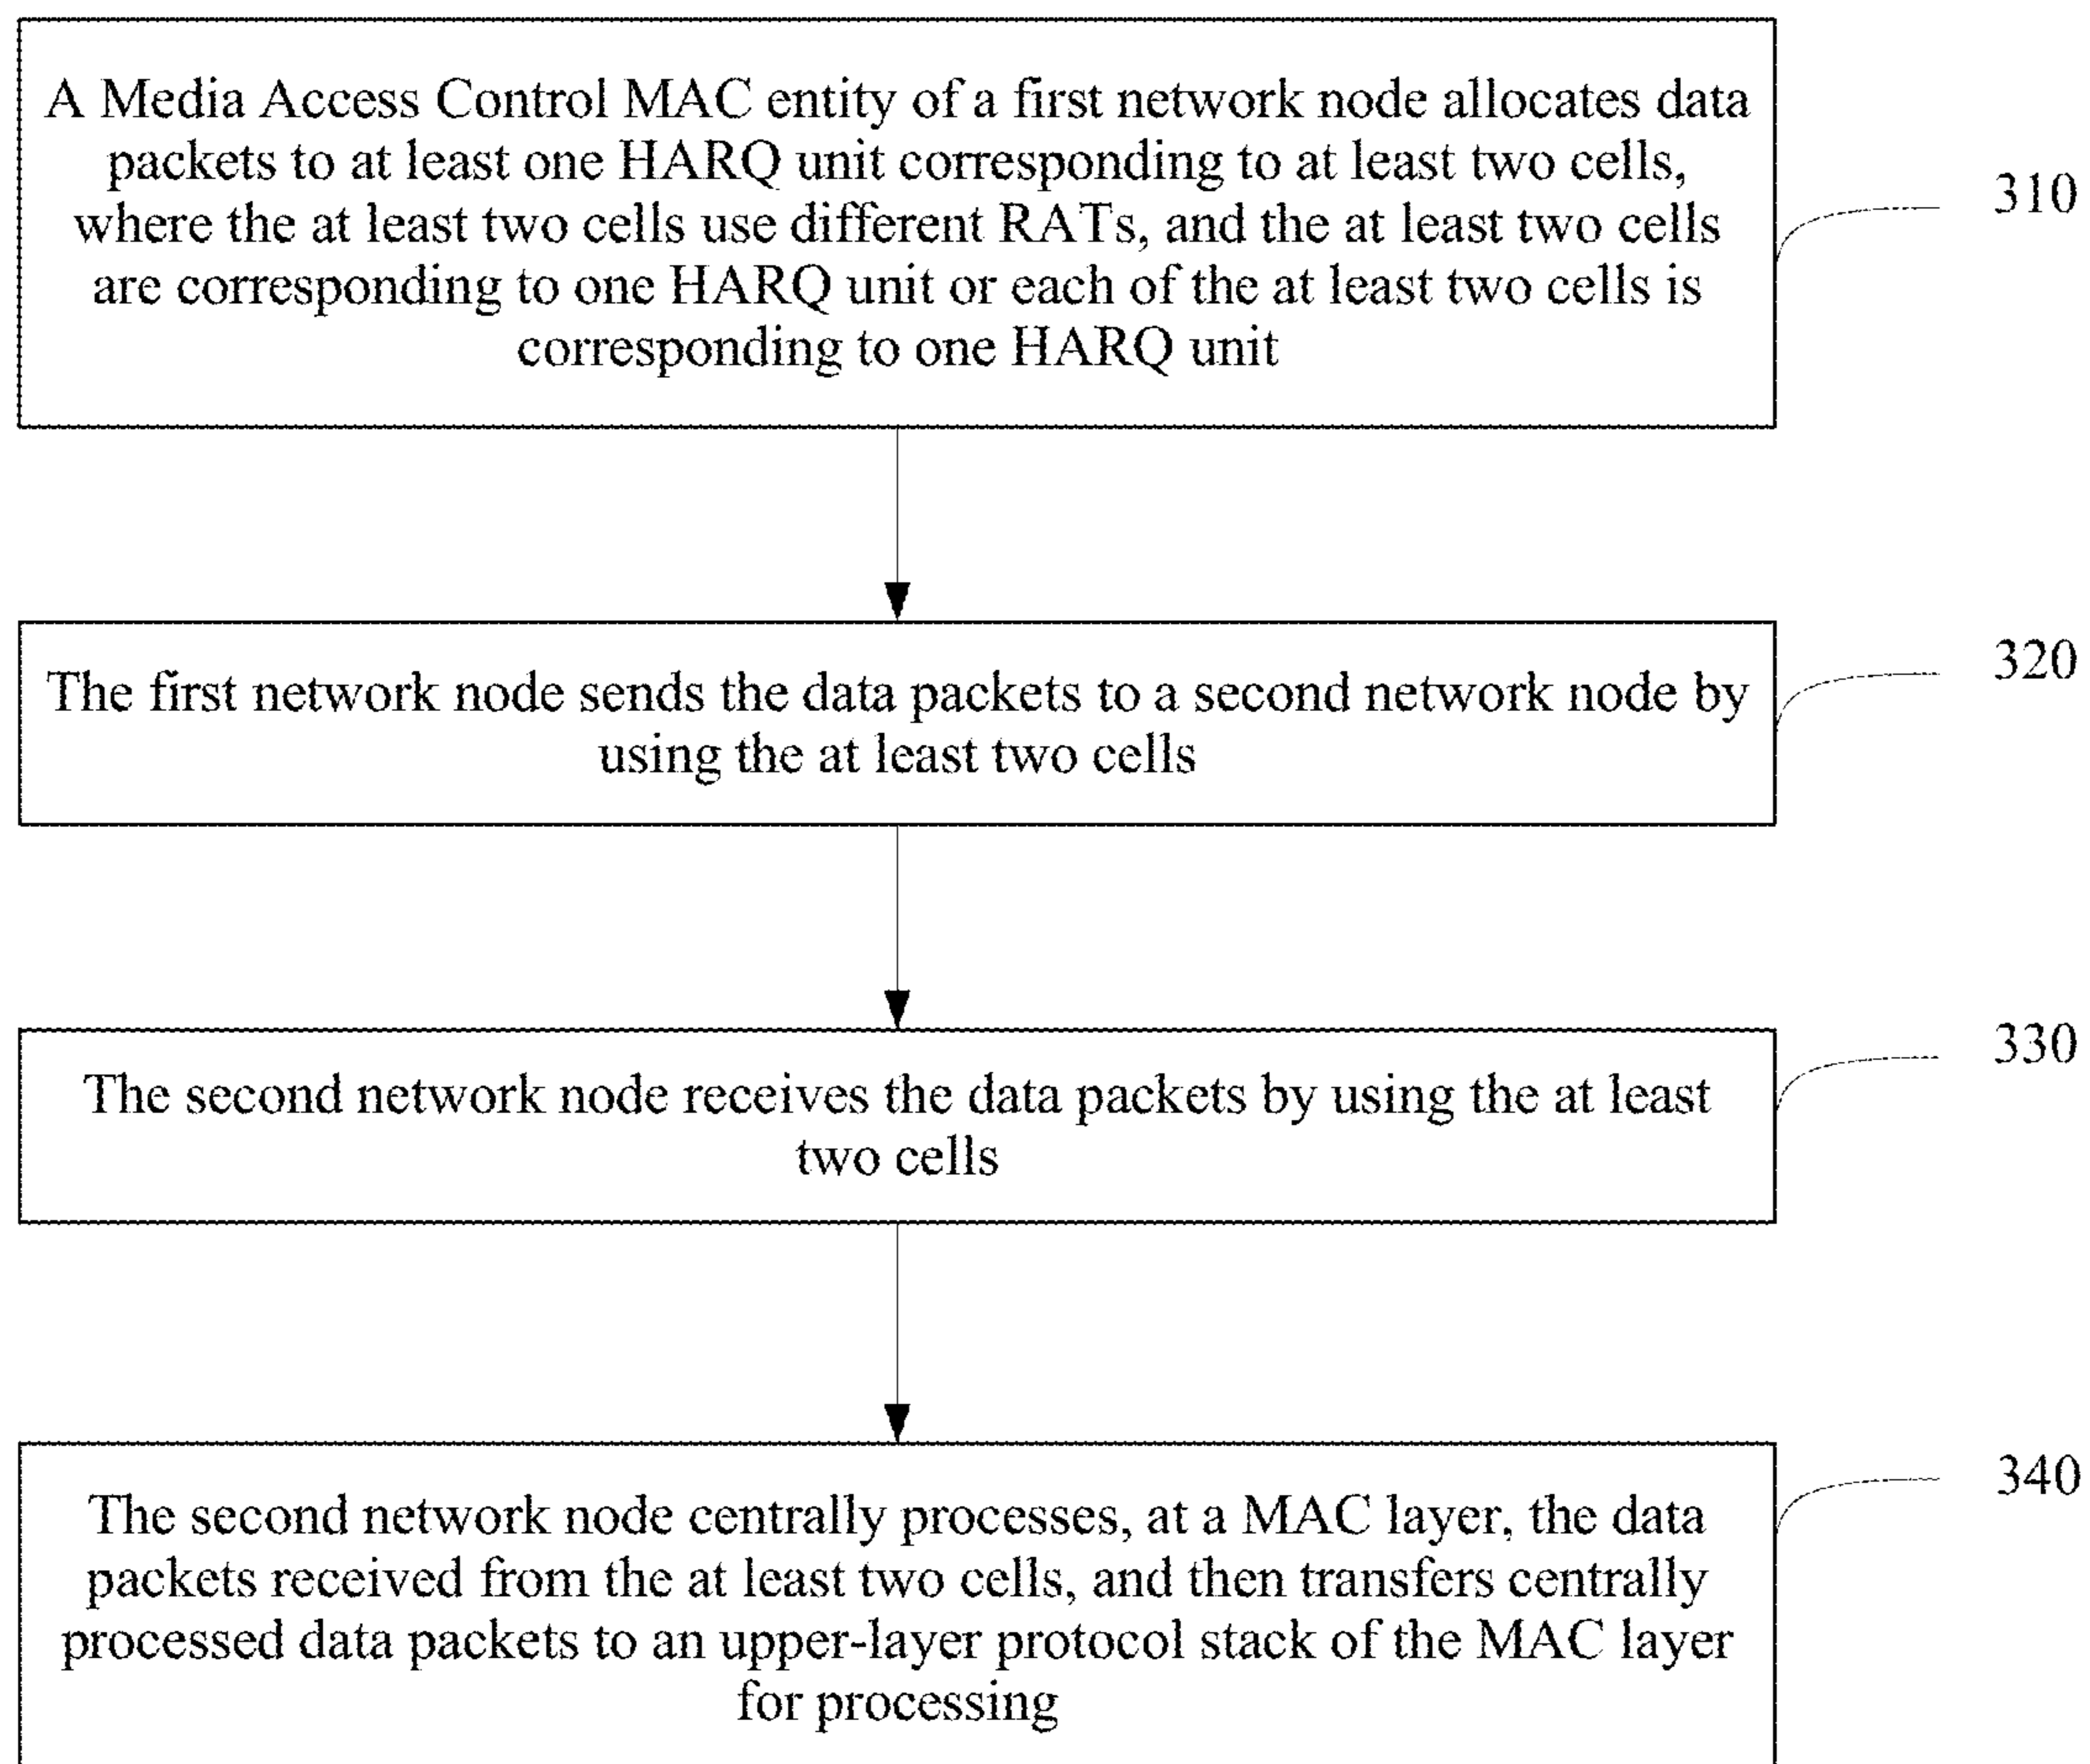 A Media Access Control MAC entity of a first network node allocates data
packets to at least one HARQ unit corresponding to at least two cells,
where the at least two cells use different RATs, and the at least two cells
are corresponding to one HARQ unit or each of the at least two cells is
corresponding to one HARQ unit
310
The first network node sends the data packets to a second network node by
using the at least two cells
320
The second network node receives the data packets by using the at least
two cells
330
The second network node centrally processes, at a MAC layer, the data
packets received from the at least two cells, and then transfers centrally
processed data packets to an upper-layer protocol stack of the MAC layer
for processing
340